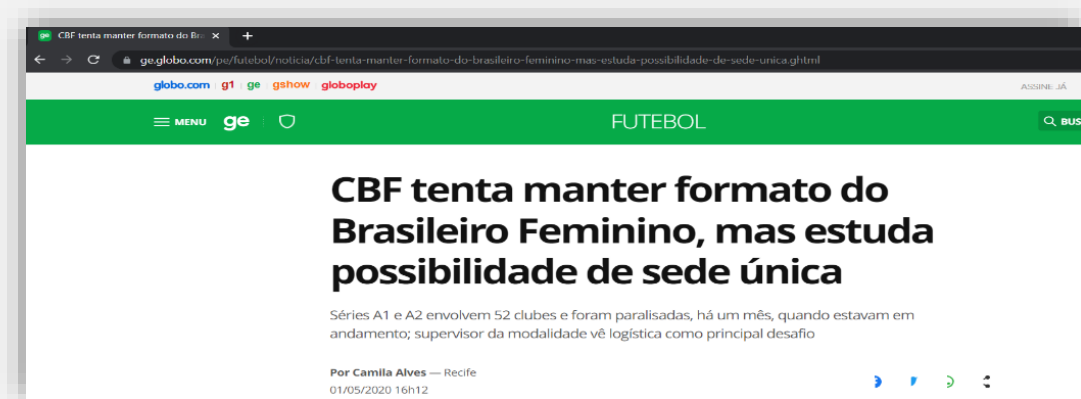 CBF tenta manter formato do Br
ge.globo.com/pe/futebol/noticia/cbf-tenta-manter-formato-do-brasileiro-feminino-mas-estuda-possibilidade-de-sede-unica.ghtml
globo.com g1 ge gshow globoplay ASSINE JÁ
MENU ge FUTEBOL BUS
CBF tenta manter formato do
Brasileiro Feminino, mas estuda
possibilidade de sede única
Séries A1 e A2 envolvem 52 clubes e foram paralisadas, há um mês, quando estavam em
andamento; supervisor da modalidade vê logística como principal desafio
Por Camila Alves — Recife
01/05/2020 16h12